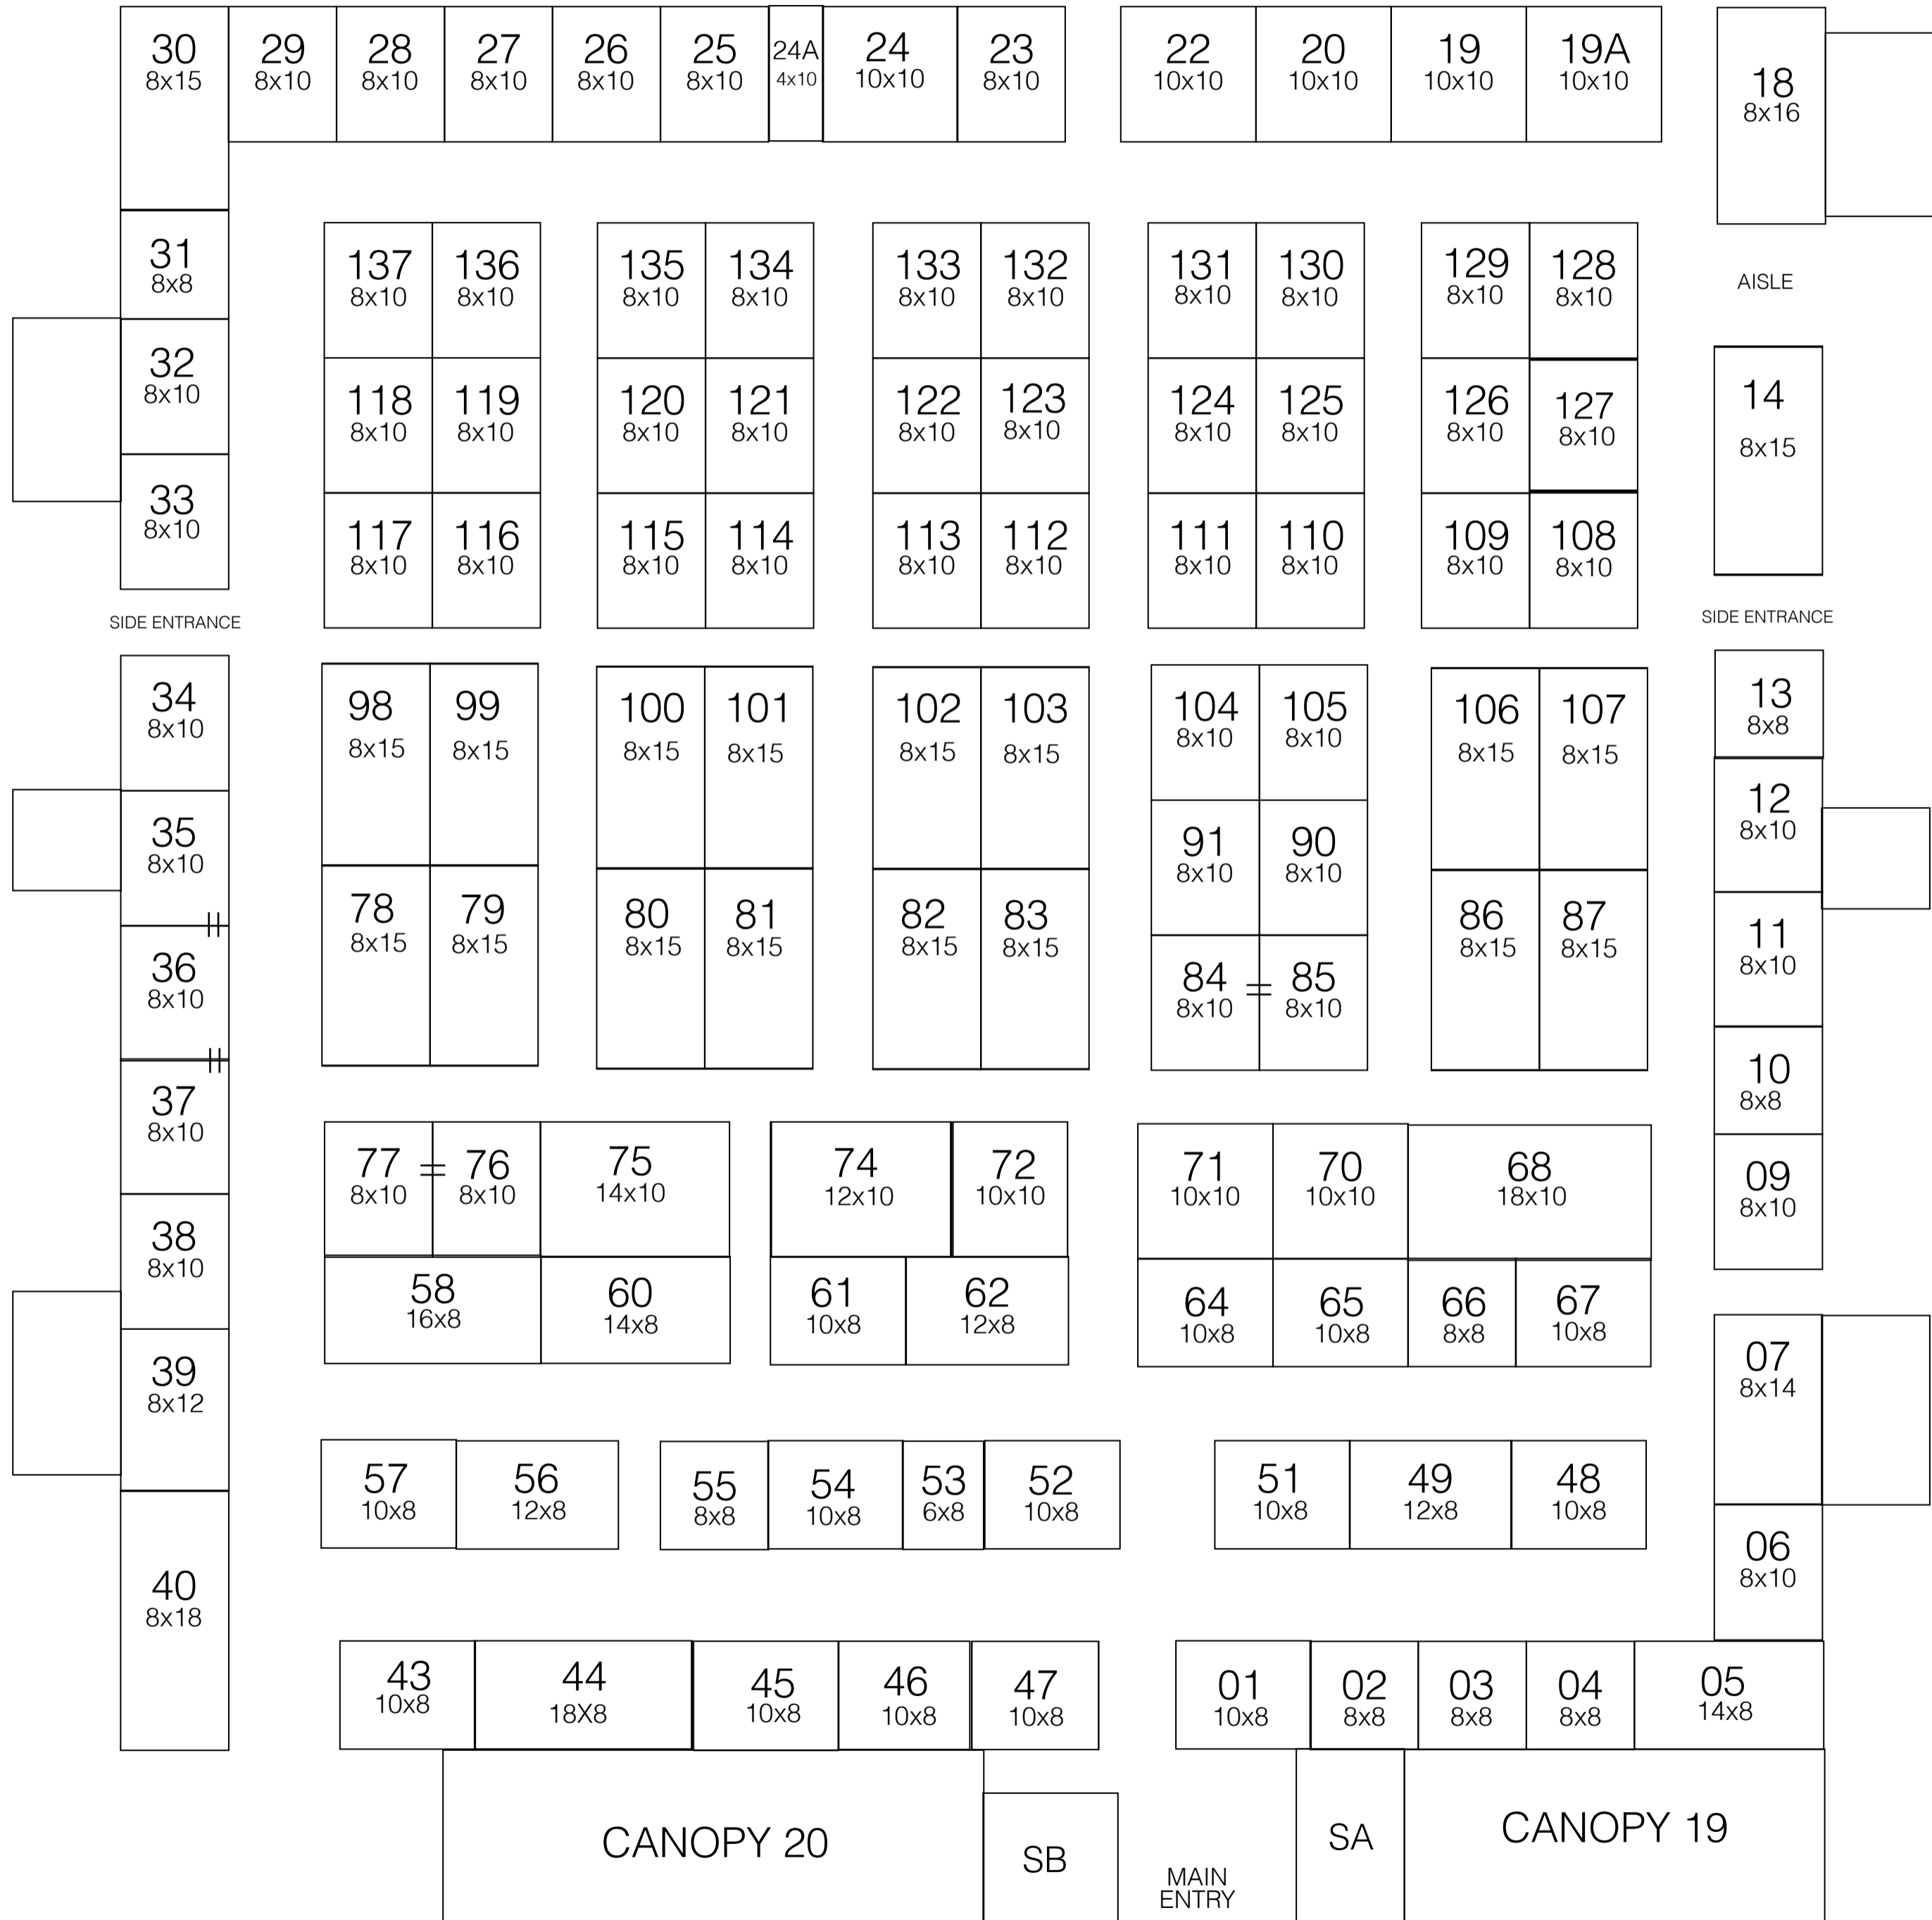 30
8x15
29
8x10
28
8x10
27
8x10
26
8x10
25
8x10
24A
4x10
24
10x10
23
8x10
22
10x10
20
10x10
19
10x10
19A
10x10
18
8x16
31
8x8
32
8x10
33
8x10
SIDE ENTRANCE
137
8x10
136
8x10
135
8x10
134
8x10
133
8x10
132
8x10
131
8x10
130
8x10
129
8x10
128
8x10
AISLE
118
8x10
119
8x10
120
8x10
121
8x10
122
8x10
123
8x10
124
8x10
125
8x10
126
8x10
127
8x10
14
8x15
117
8x10
116
8x10
115
8x10
114
8x10
113
8x10
112
8x10
111
8x10
110
8x10
109
8x10
108
8x10
SIDE ENTRANCE
34
8x10
35
8x10
36
8x10
37
8x10
38
8x10
39
8x12
40
8x18
98
8x15
99
8x15
100
8x15
101
8x15
102
8x15
103
8x15
104
8x10
105
8x10
106
8x15
107
8x15
91
8x10
90
8x10
78
8x15
79
8x15
80
8x15
81
8x15
82
8x15
83
8x15
84
8x10
85
8x10
86
8x15
87
8x15
13
8x8
12
8x10
11
8x10
10
8x8
09
8x10
07
8x14
06
8x10
77
8x10
76
8x10
75
14x10
74
12x10
72
10x10
71
10x10
70
10x10
68
18x10
58
16x8
60
14x8
61
10x8
62
12x8
64
10x8
65
10x8
66
8x8
67
10x8
57
10x8
56
12x8
55
8x8
54
10x8
53
6x8
52
10x8
51
10x8
49
12x8
48
10x8
43
10x8
44
18X8
45
10x8
46
10x8
47
10x8
01
10x8
02
8x8
03
8x8
04
8x8
05
14x8
CANOPY 20
SB
MAIN
ENTRY
SA
CANOPY 19